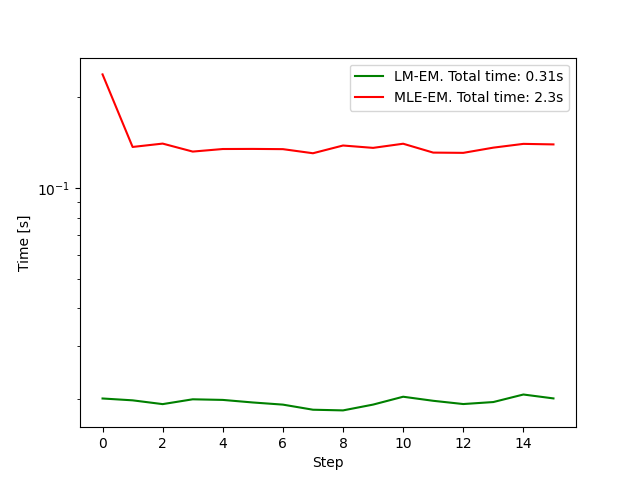 LM-EM. Total time: 0.31s
MLE-EM. Total time: 2.3s
10⁻¹
Time [s]
0 2 4 6 8 10 12 14
Step